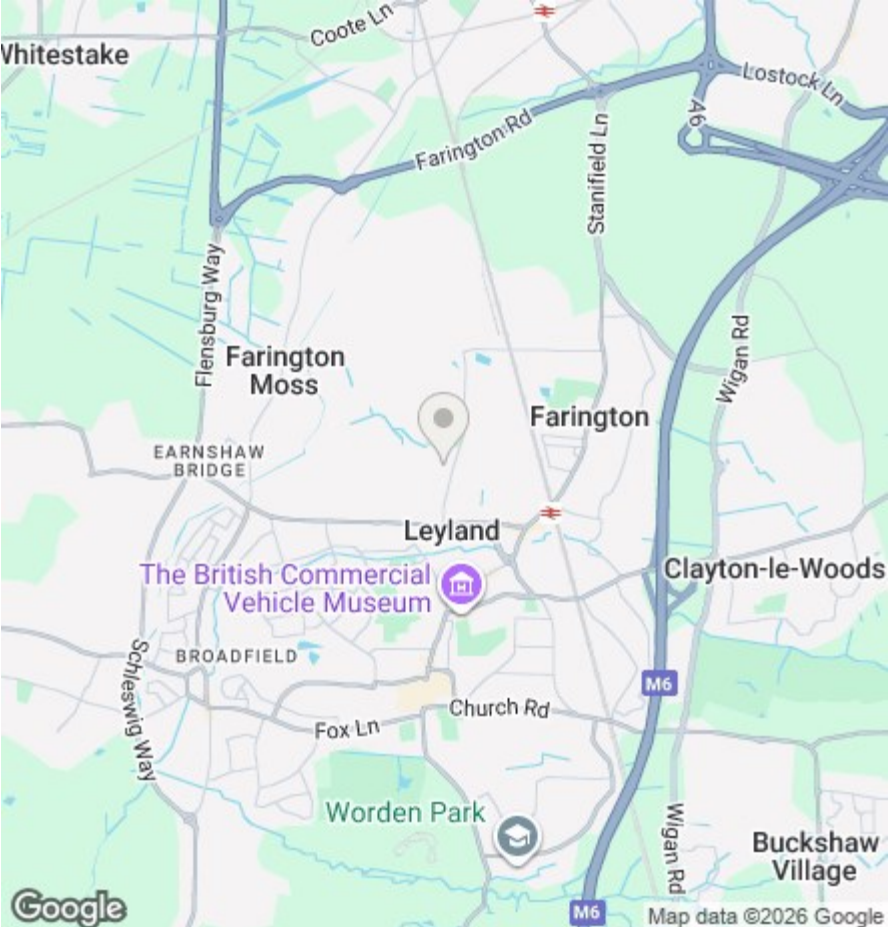 Coote Ln
Whitestake
Lostock Ln
A6
Farington Rd
Stanifield Ln
Flensburg Way
Farington
Moss
Wigan Rd
Farington
EARNSHAW
BRIDGE
Leyland
The British Commercial
Vehicle Museum
Clayton-le-Woods
BROADFIELD
Schleswig Way
M6
Church Rd
Fox Ln
Worden Park
Wigan Rd
Buckshaw
Village
Google
M6
Map data ©2026 Google